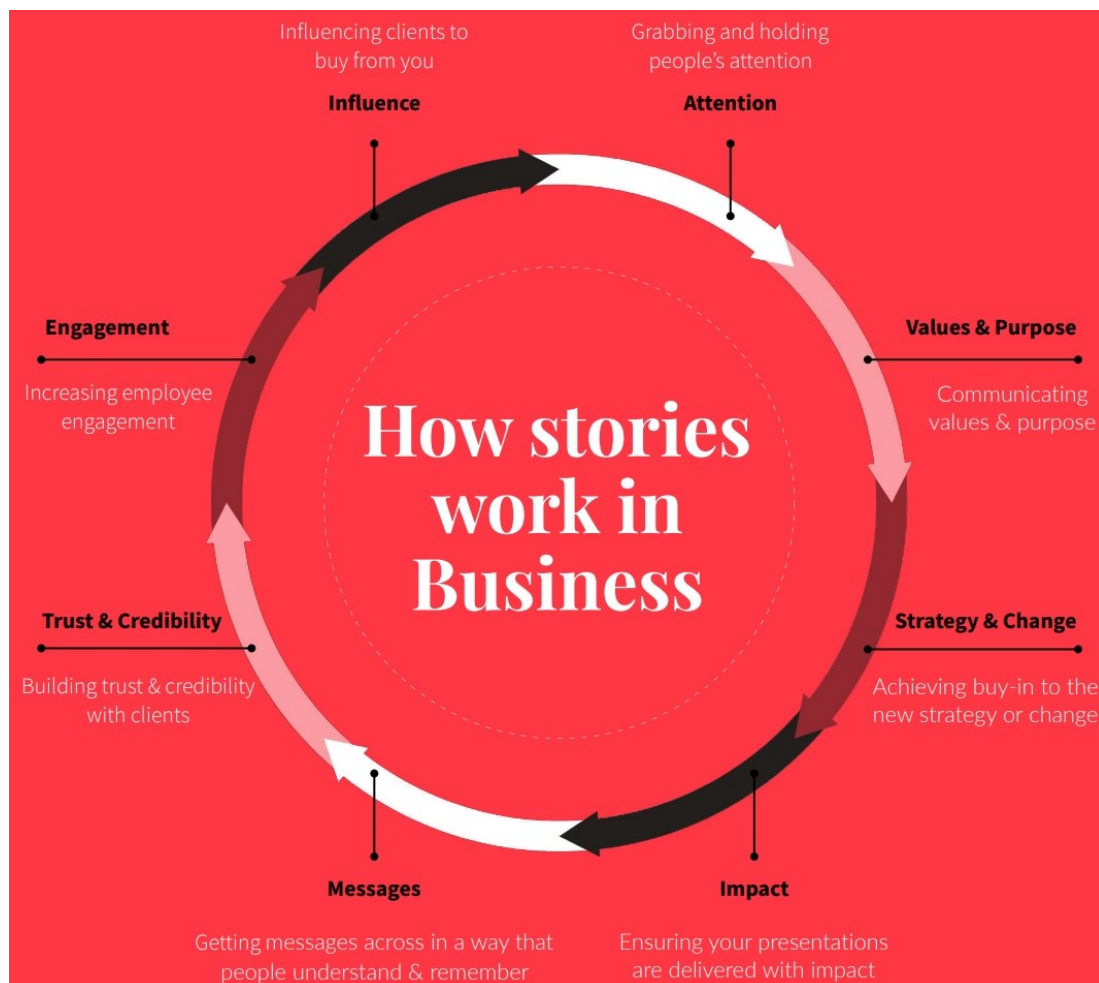 Influencing clients to
buy from you
Influence
Grabbing and holding
people's attention
Attention
Values & Purpose
Communicating
values & purpose
Strategy & Change
Achieving buy-in to the
new strategy or change
Impact
Ensuring your presentations
are delivered with impact
Messages
Getting messages across in a way that
people understand & remember
Trust & Credibility
Building trust & credibility
with clients
Engagement
Increasing employee
engagement
How stories
work in
Business